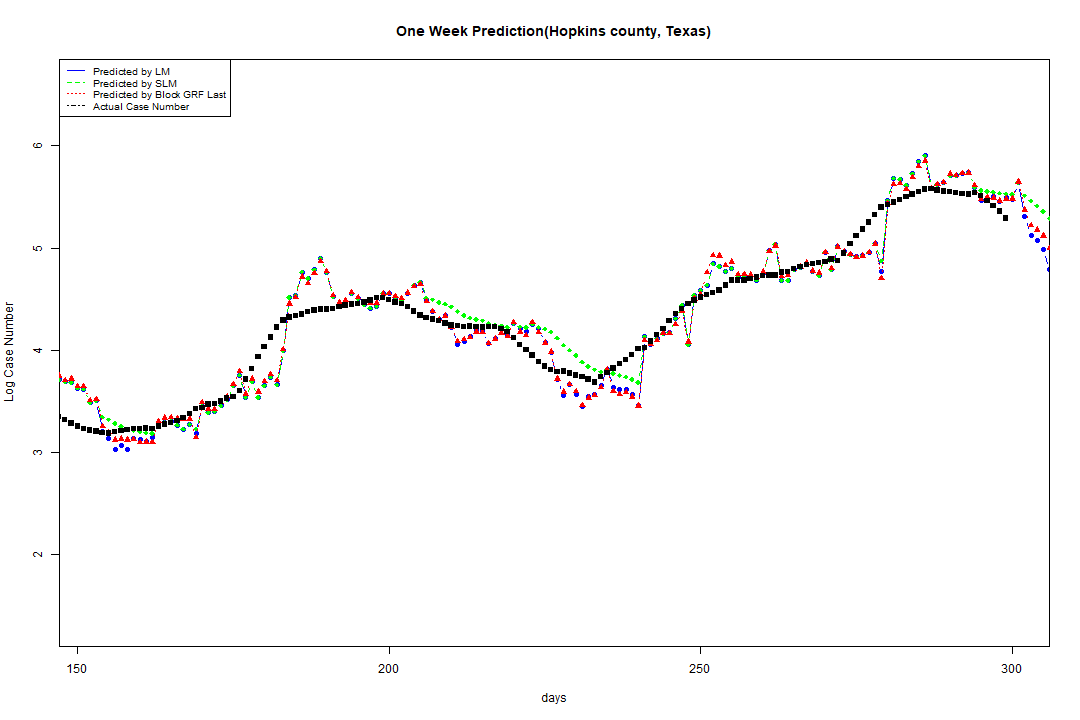 One Week Prediction(Hopkins county, Texas)
Predicted by LM
Predicted by SLM
Predicted by Block GRF Last
Actual Case Number
6
5
4
3
2
Log Case Number
150 200 250 300
days